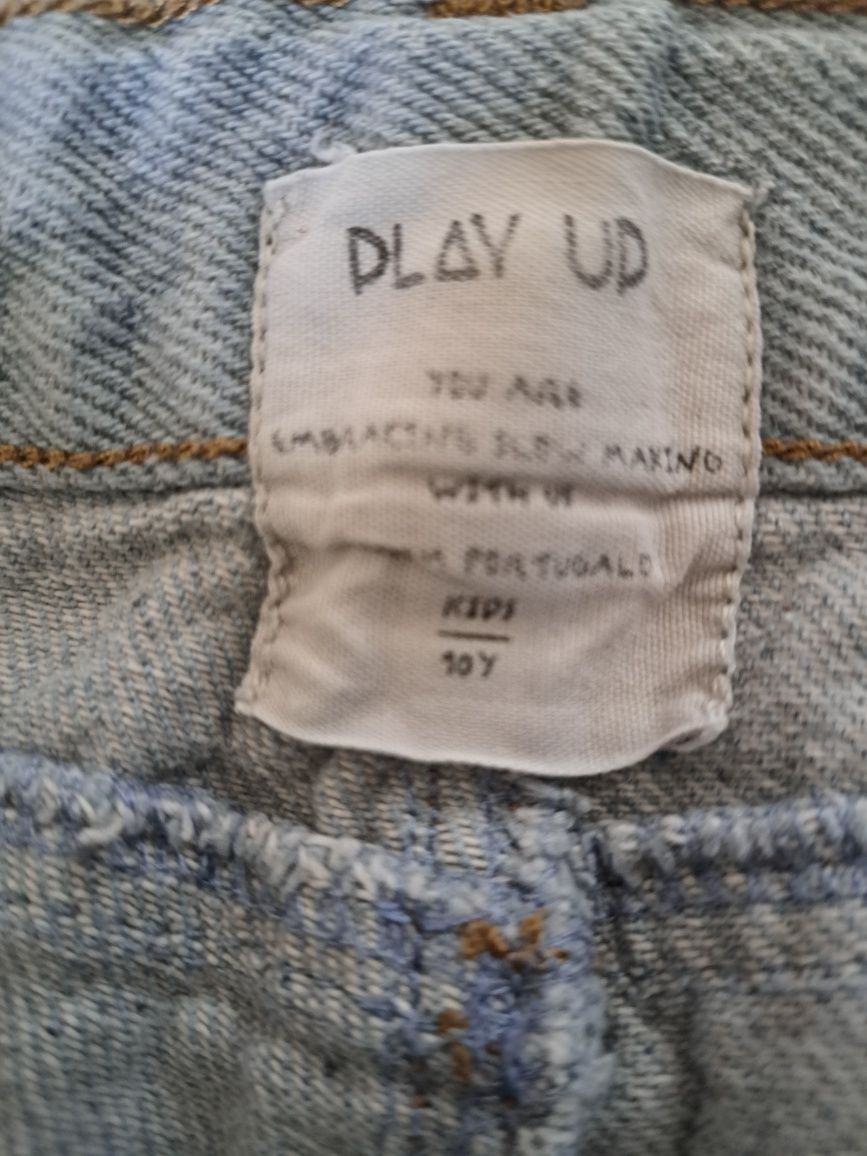 PLAY UP
YOU ARE
EMBRACING SLOW MAKING
WITH US
PORTUGAL
KIDS
10Y